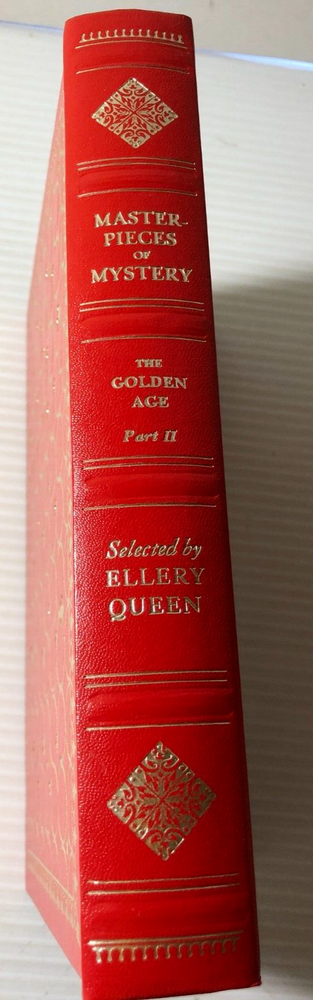 MASTER-
PIECES
OF
MYSTERY
THE
GOLDEN
AGE
Part II
Selected by
ELLERY
QUEEN